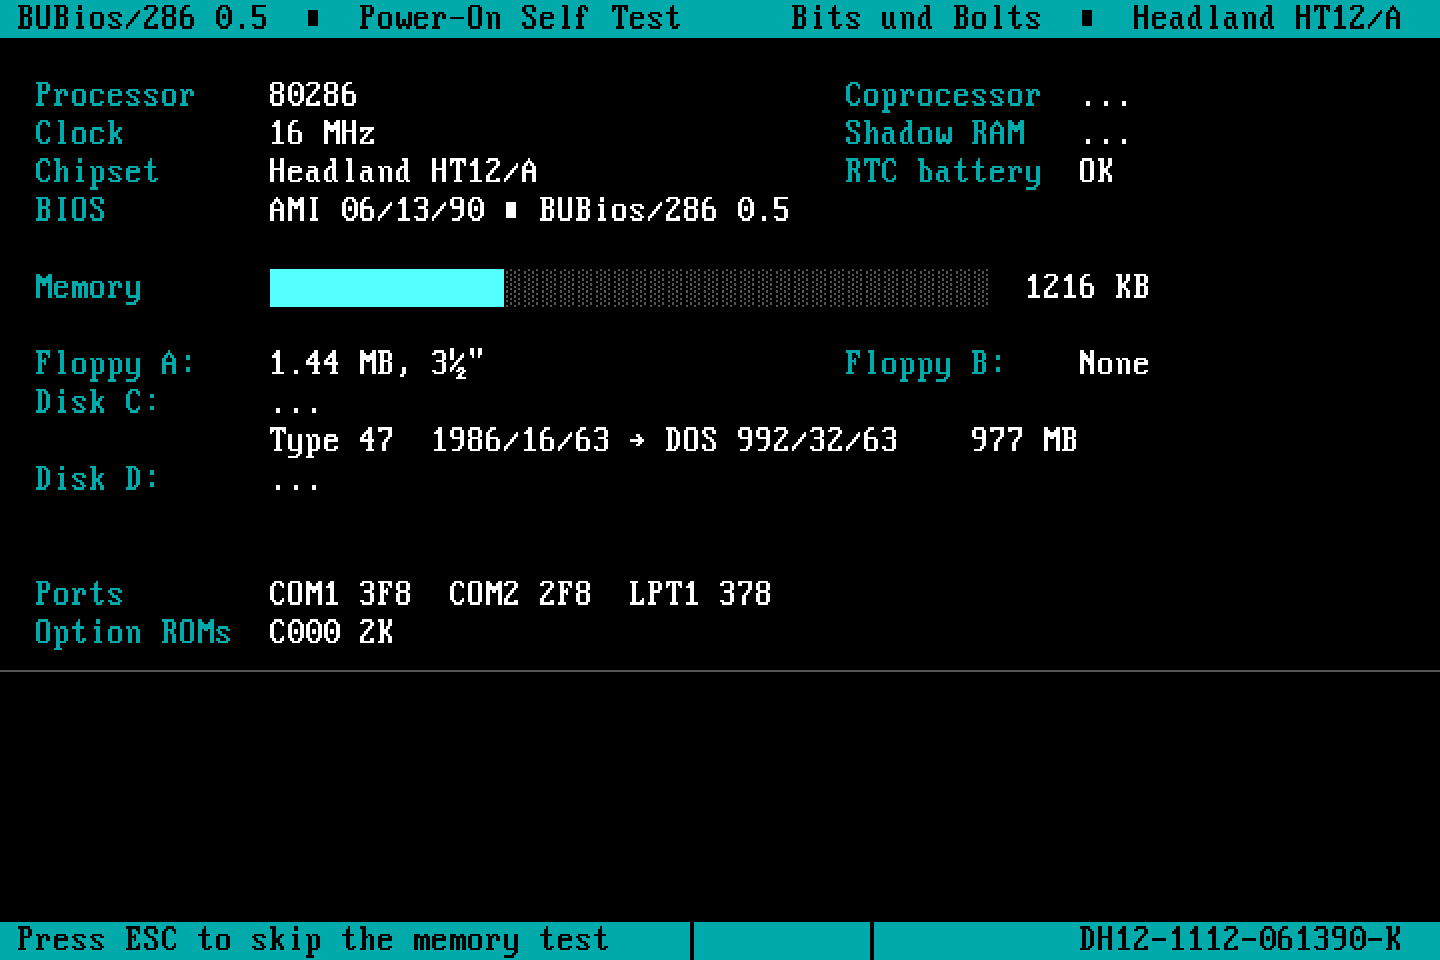 BUBios/286 0.5 ■ Power-On Self Test Bits und Bolts ■ Headland HT12/A
Processor 80286 Coprocessor ...
Clock 16 MHz Shadow RAM ...
Chipset Headland HT12/A RTC battery OK
BIOS AMI 06/13/90 ■ BUBios/286 0.5
Memory 1216 KB
Floppy A: 1.44 MB, 3½" Floppy B: None
Disk C: ...
Type 47 1986/16/63 → DOS 992/32/63 977 MB
Disk D: ...
Ports COM1 3F8 COM2 2F8 LPT1 378
Option ROMs C000 2K
Press ESC to skip the memory test DH12-1112-061390-K